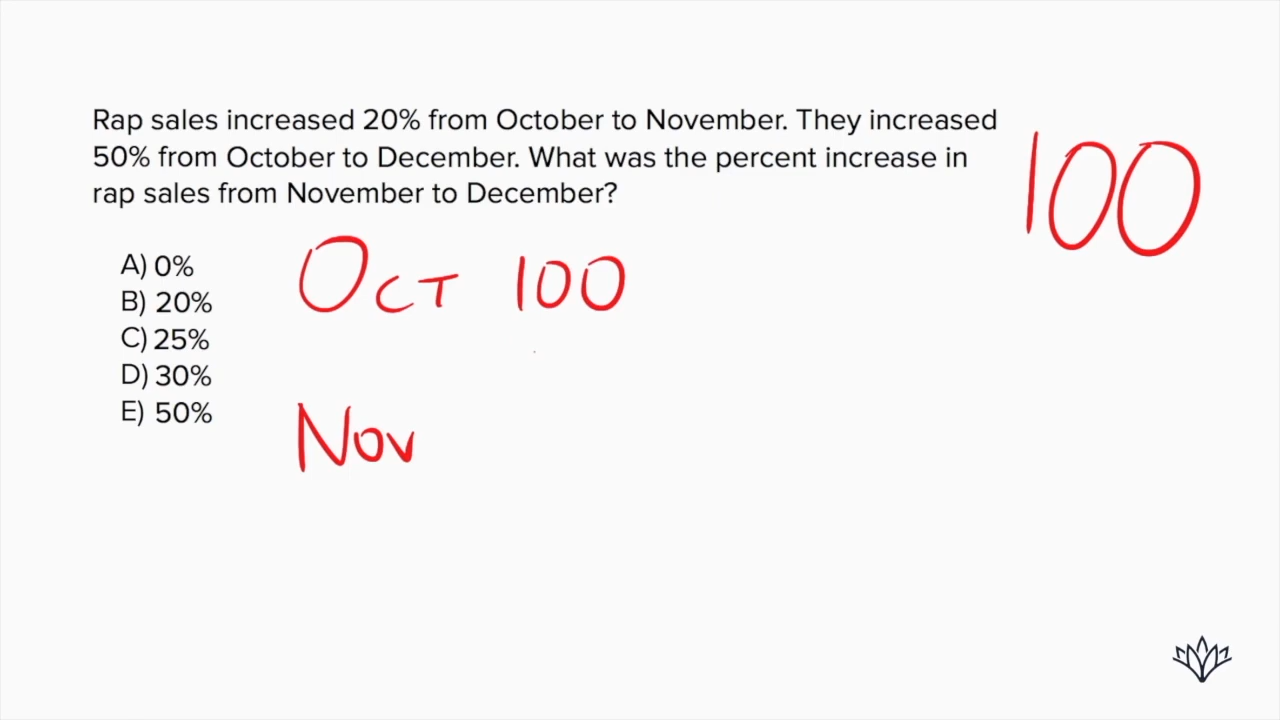 Rap sales increased 20% from October to November. They increased
50% from October to December. What was the percent increase in
rap sales from November to December?
100
A) 0%
B) 20%
C) 25%
D) 30%
E) 50%
OCT 100
Nov